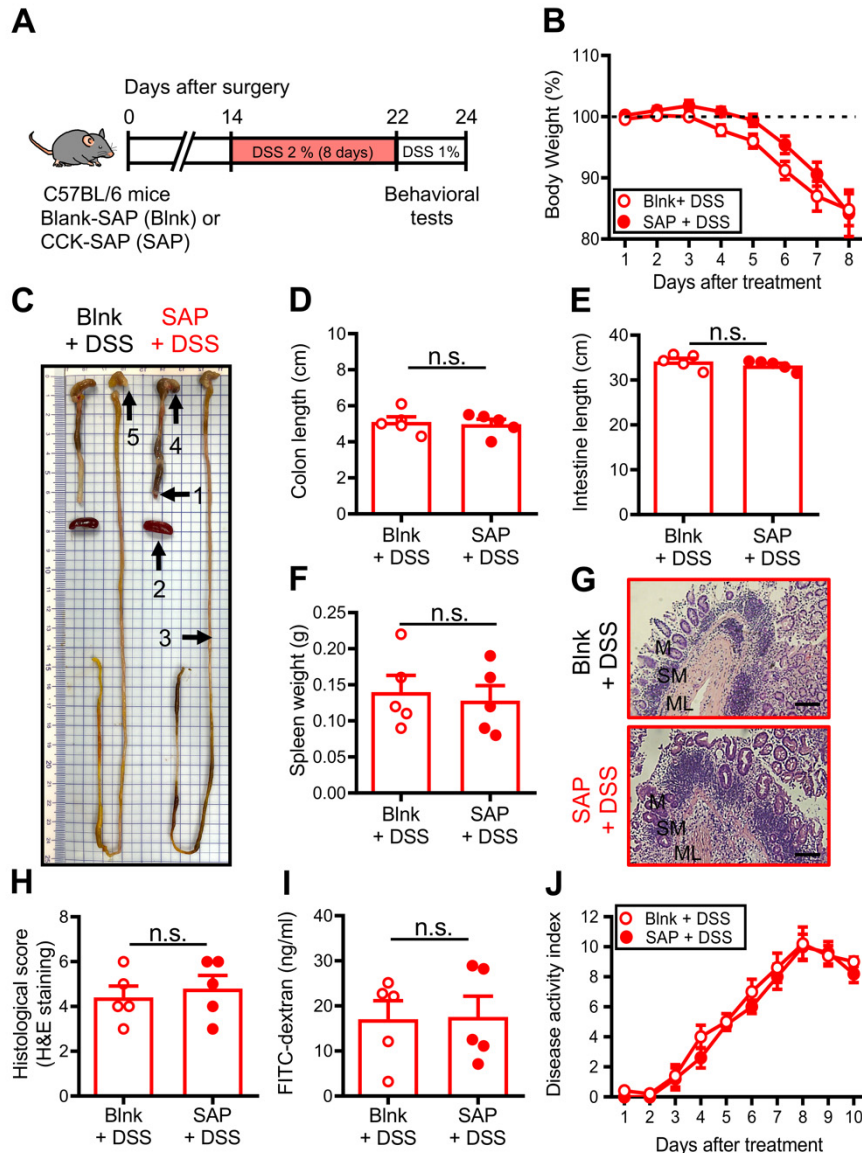 A
Days after surgery
0
14
22
24
DSS 2 % (8 days)
DSS 1%
C57BL/6 mice
Blank-SAP (Blnk) or
CCK-SAP (SAP)
Behavioral
tests
B
Body Weight (%)
110
100
90
80
Blnk+ DSS
SAP + DSS
1 2 3 4 5 6 7 8
Days after treatment
C
Blnk
+ DSS
SAP
+ DSS
5
4
1
2
3
D
Colon length (cm)
10
8
6
4
2
0
n.s.
Blnk
+ DSS
SAP
+ DSS
E
Intestine length (cm)
40
30
20
10
0
n.s.
Blnk
+ DSS
SAP
+ DSS
F
Spleen weight (g)
0.25
0.20
0.15
0.10
0.05
0.00
n.s.
Blnk
+ DSS
SAP
+ DSS
G
Blnk
+ DSS
M
SM
ML
SAP
+ DSS
M
SM
ML
H
Histological score
(H&E staining)
8
6
4
2
0
n.s.
Blnk
+ DSS
SAP
+ DSS
I
FITC-dextran (ng/ml)
40
30
20
10
0
n.s.
Blnk
+ DSS
SAP
+ DSS
J
Disease activity index
12
10
8
6
4
2
0
Blnk + DSS
SAP + DSS
1 2 3 4 5 6 7 8 9 10
Days after treatment